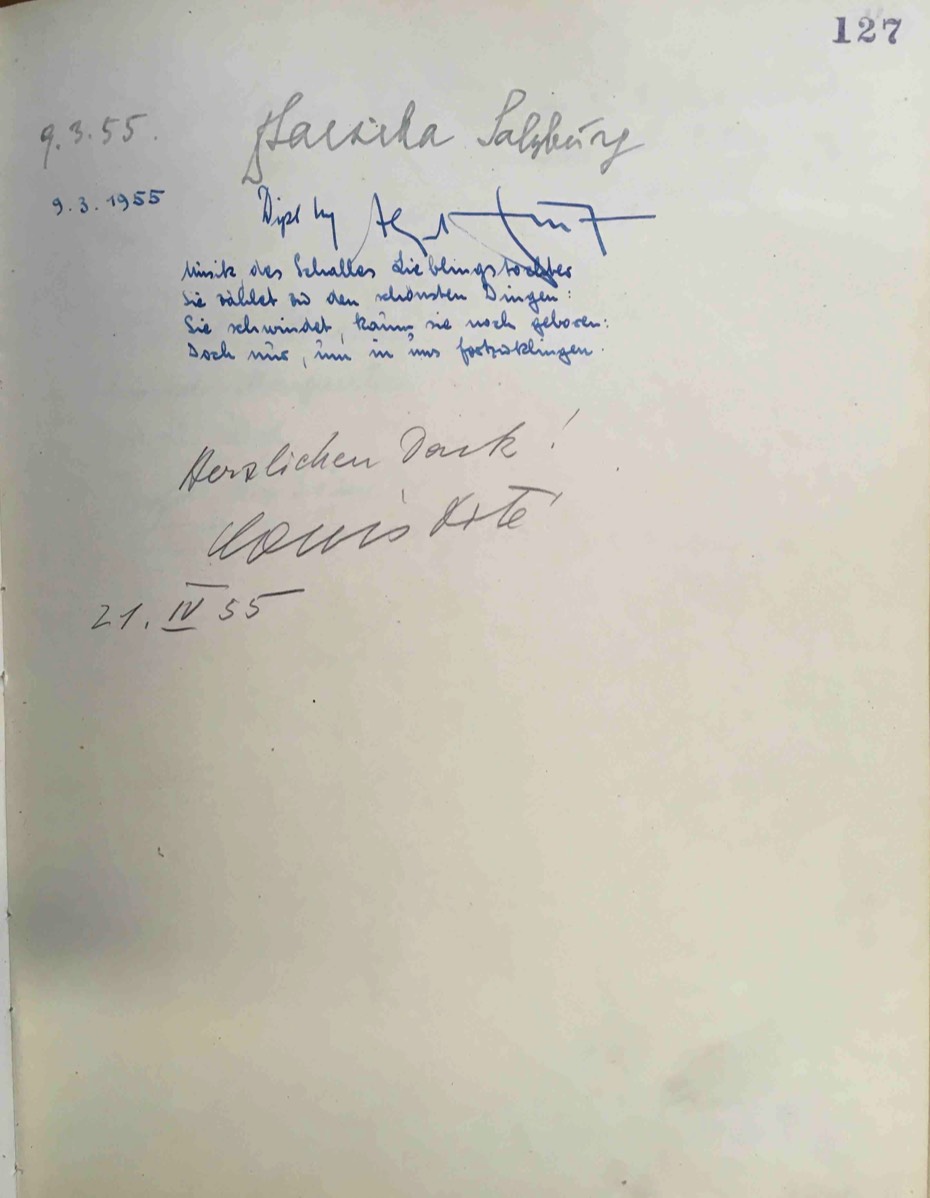 127
9.3.55. Salzburg
9.3.1955 Dipl Ing
Musik, des Schalles Lieblingstochter
Sie zählet zu den schönsten Dingen:
Sie schwindet, kaum sie noch geboren:
Doch nur, um in uns fortzuklingen.
Herzlichen Dank!
Louis
21. IV 55